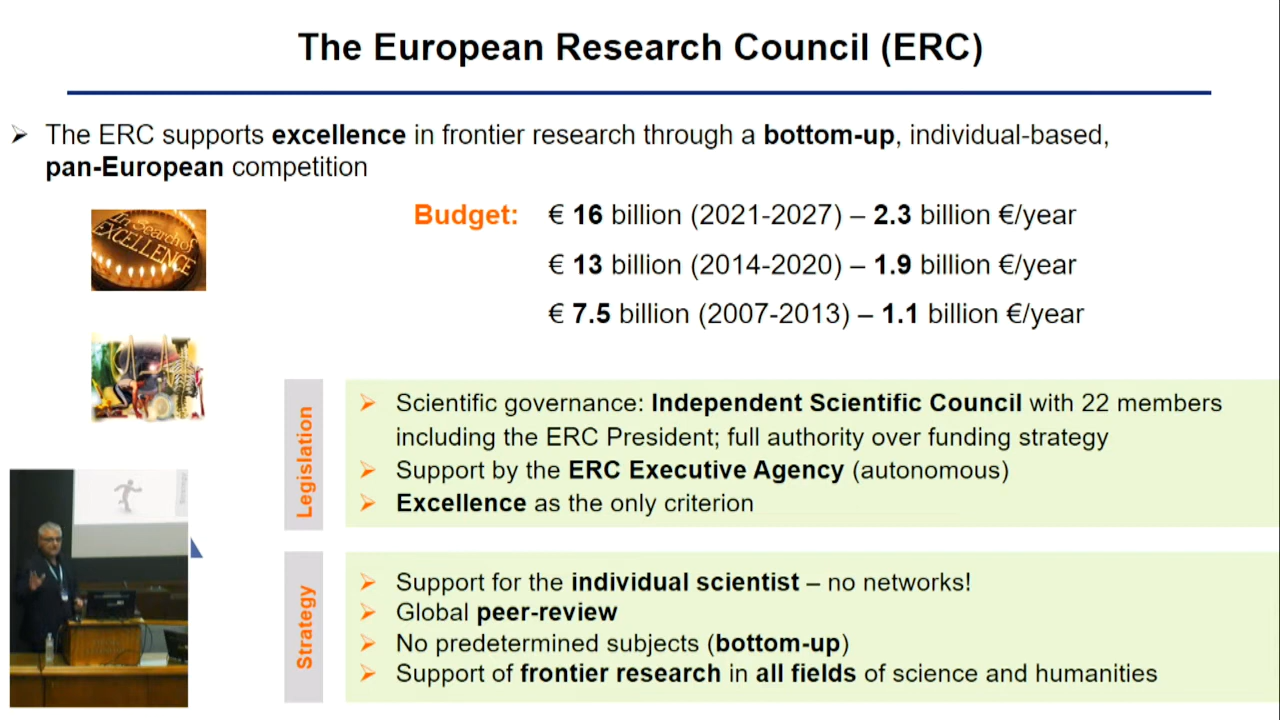 The European Research Council (ERC)
➢ The ERC supports excellence in frontier research through a bottom-up, individual-based,
pan-European competition
In Search of
EXCELLENCE
Budget: € 16 billion (2021-2027) – 2.3 billion €/year
€ 13 billion (2014-2020) – 1.9 billion €/year
€ 7.5 billion (2007-2013) – 1.1 billion €/year
Legislation
➢ Scientific governance: Independent Scientific Council with 22 members
including the ERC President; full authority over funding strategy
➢ Support by the ERC Executive Agency (autonomous)
➢ Excellence as the only criterion
Strategy
➢ Support for the individual scientist – no networks!
➢ Global peer-review
➢ No predetermined subjects (bottom-up)
➢ Support of frontier research in all fields of science and humanities